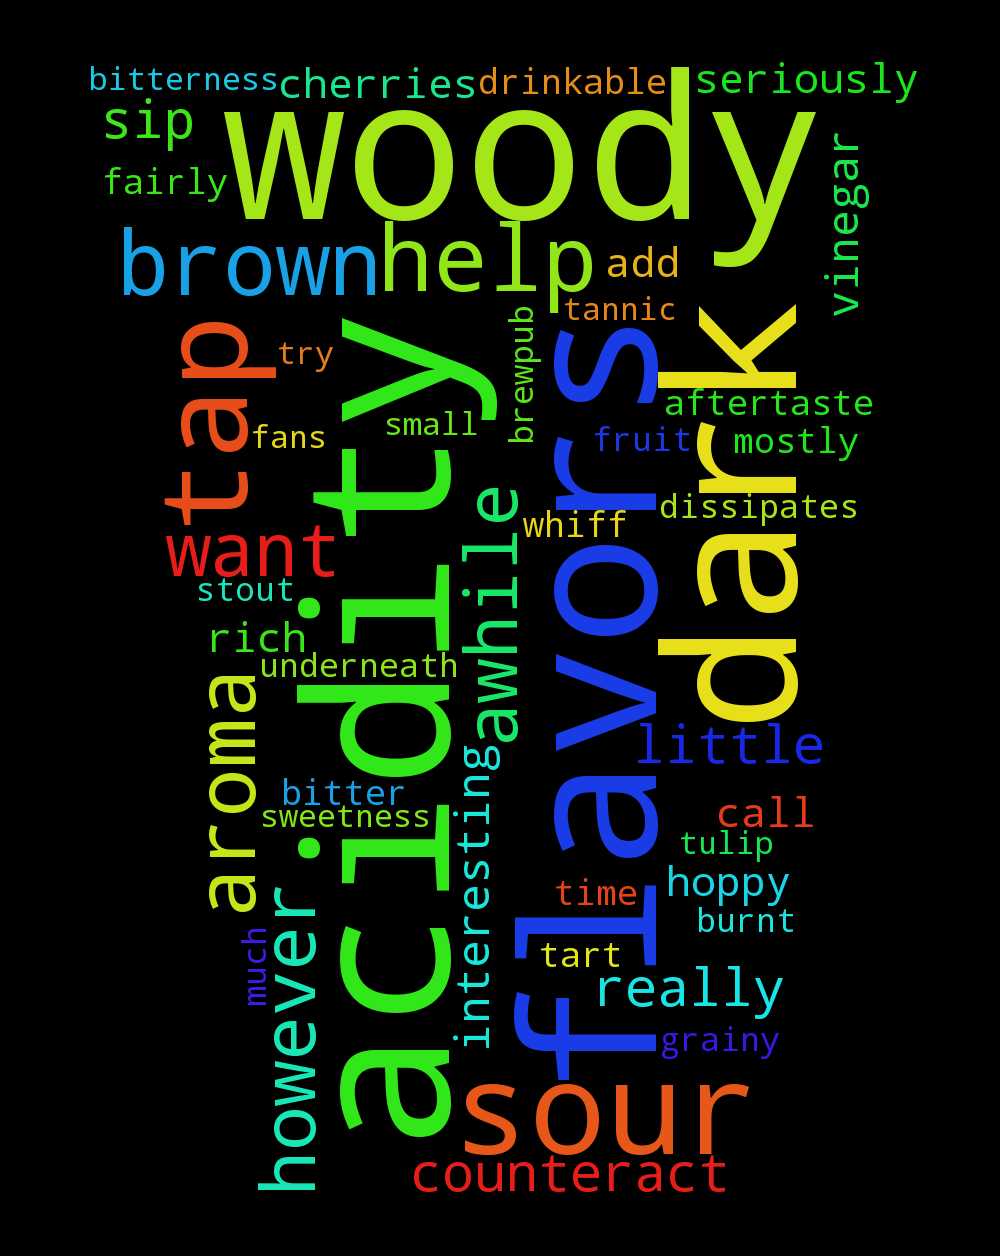 bitterness
cherries
drinkable
seriously
sip
woody
fairly
vinegar
brown
help
add
tannic
tap
try
acidity
brewpub
flavors
dark
small
fans
aftertaste
fruit
mostly
awhile
whiff
dissipates
want
stout
rich
underneath
aroma
little
interesting
bitter
sweetness
call
tulip
however
time
hoppy
burnt
much
tart
really
grainy
sour
counteract